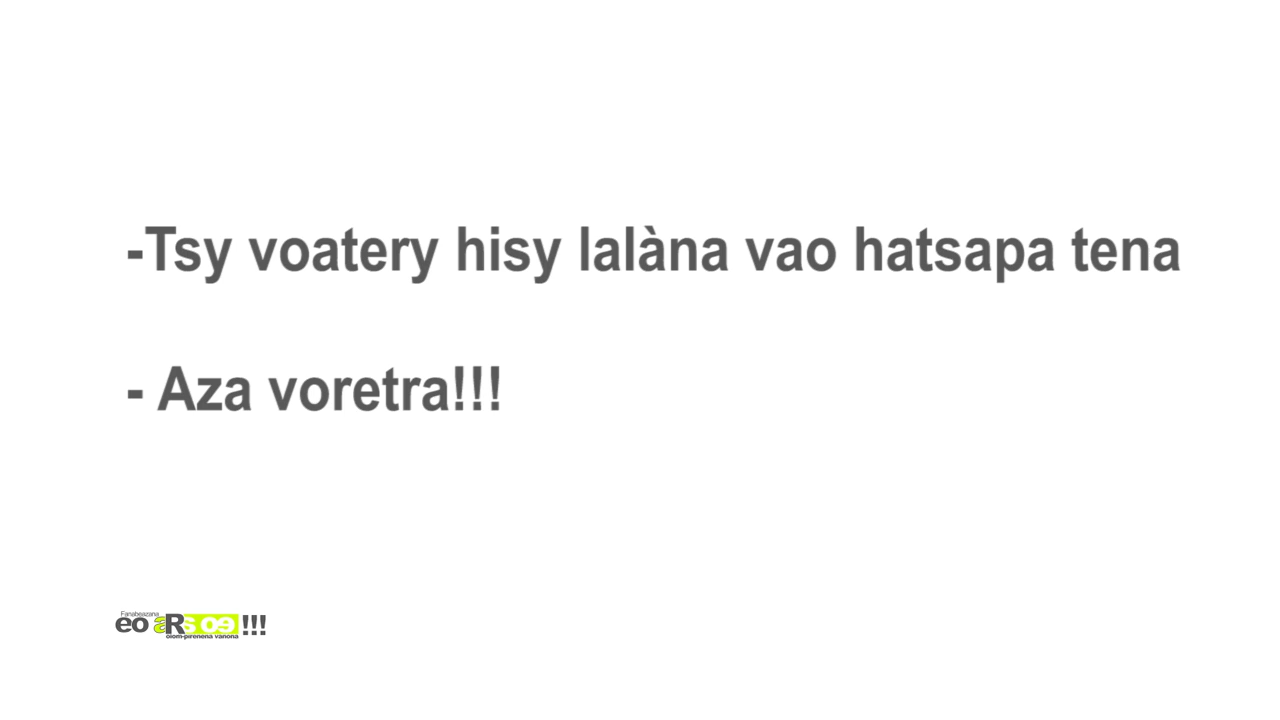 -Tsy voatery hisy lalàna vao hatsapa tena
- Aza voretra!!!
Fanabeazana
eo aRs oe !!!
olom-pirenena vanona